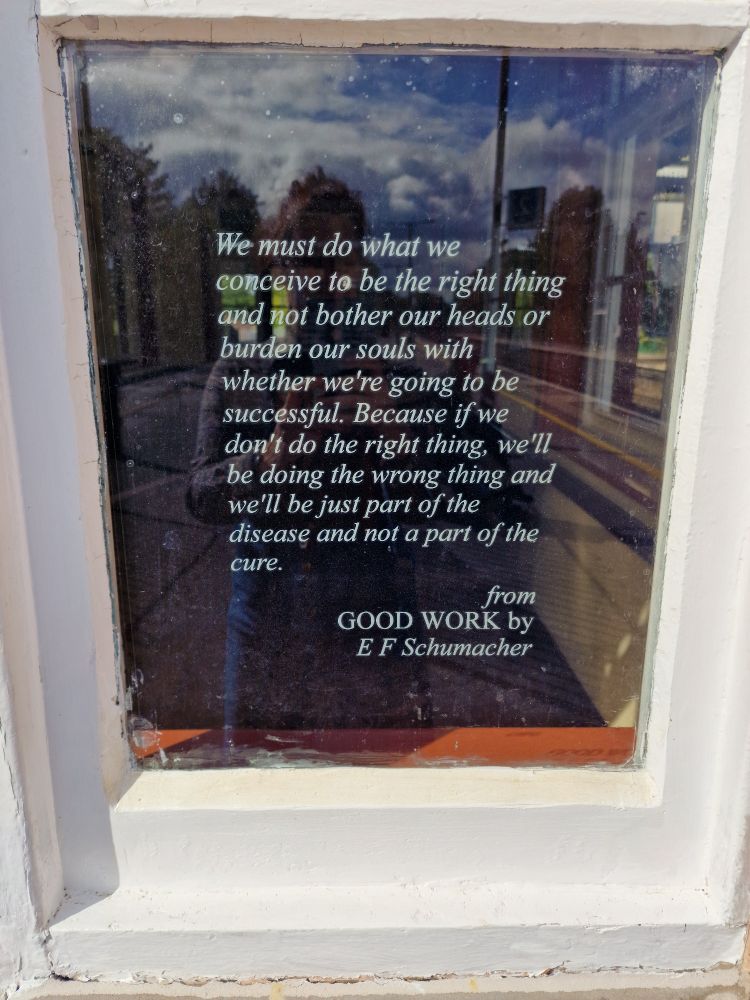 We must do what we
conceive to be the right thing
and not bother our heads or
burden our souls with
whether we're going to be
successful. Because if we
don't do the right thing, we'll
be doing the wrong thing and
we'll be just part of the
disease and not a part of the
cure.
from
GOOD WORK by
E F Schumacher